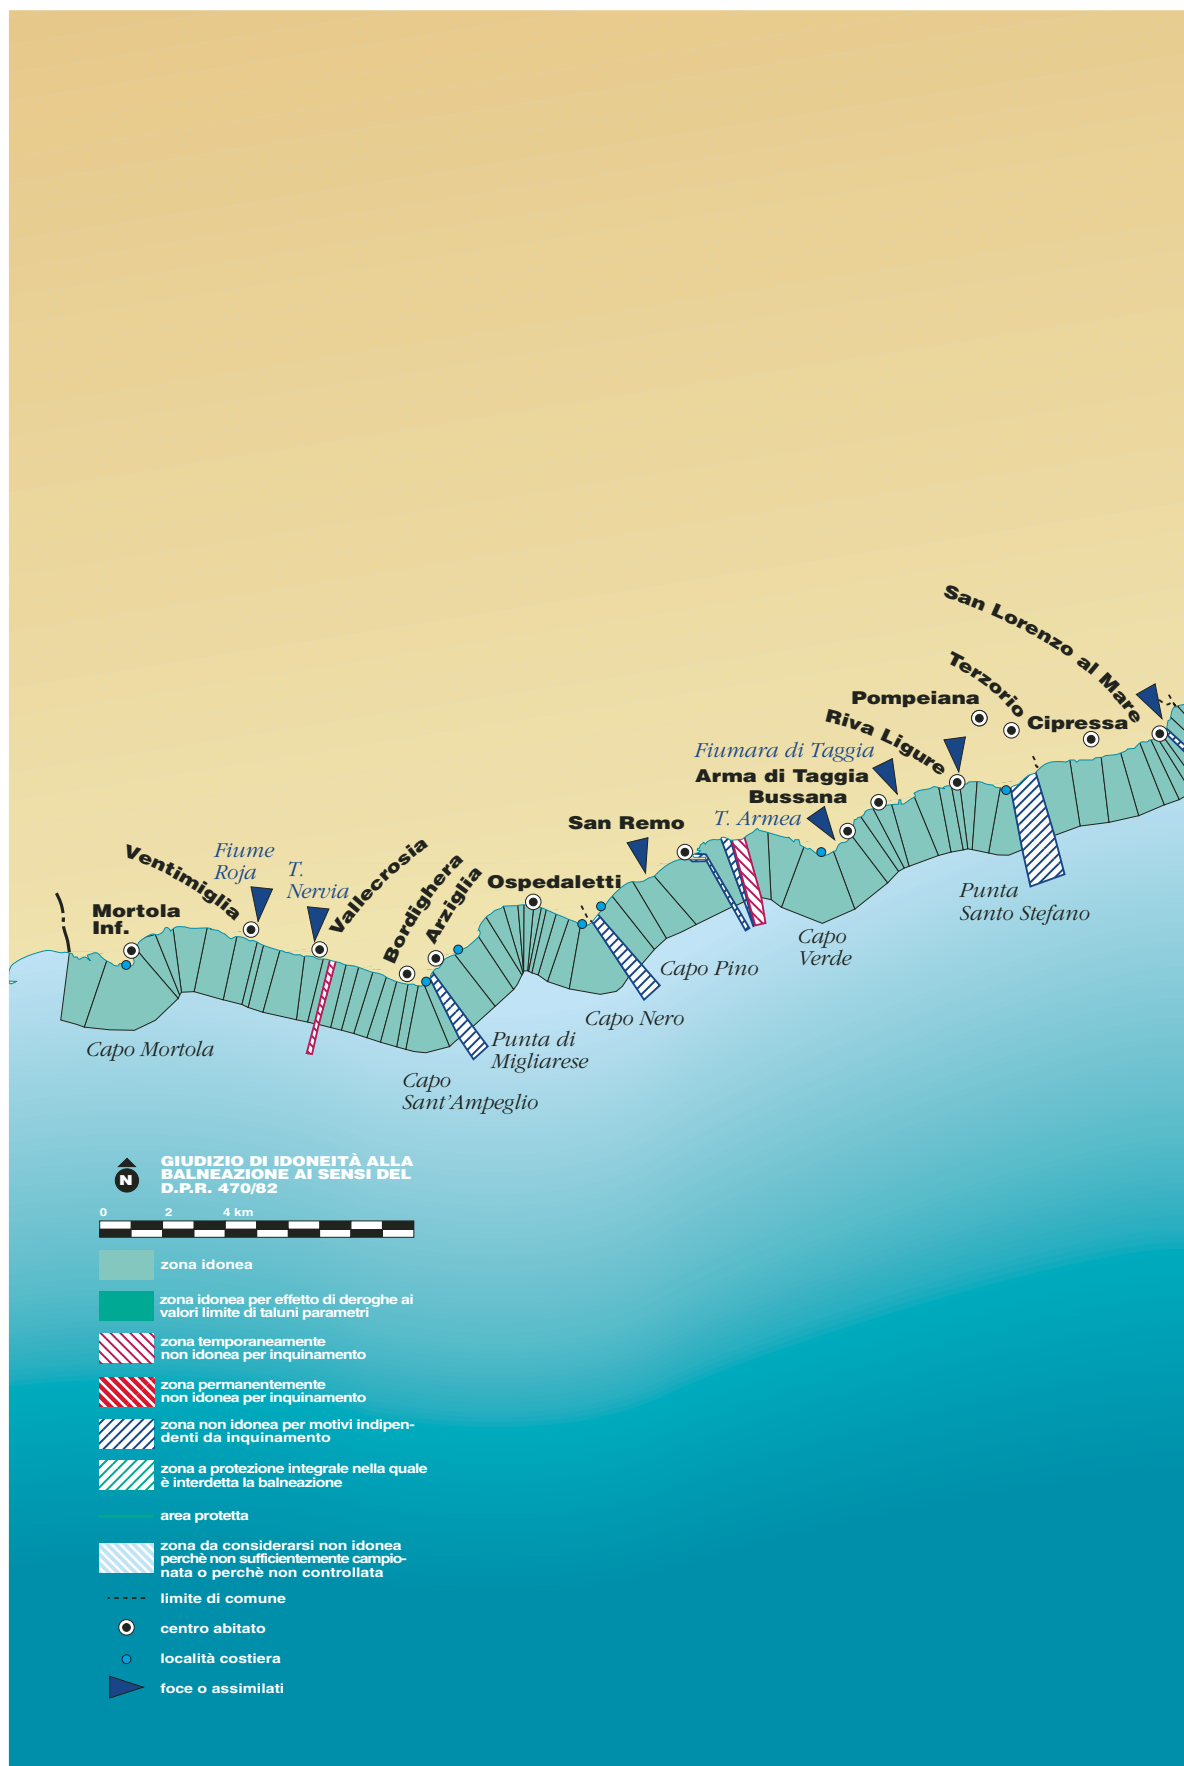 San Lorenzo al Mare
Terzorio
Pompeiana
Cipressa
Riva Ligure
Fiumara di Taggia
Arma di Taggia
Bussana
T. Armea
San Remo
Vallecrosia
Bordighera
Arziglia
Ospedaletti
Ventimiglia
Fiume
Roja
T.
Nervia
Mortola
Inf.
Punta
Santo Stefano
Capo
Verde
Capo Pino
Capo Nero
Punta di
Migliarese
Capo Mortola
Capo
Sant'Ampeglio
N
GIUDIZIO DI IDONEITÀ ALLA
BALNEAZIONE AI SENSI DEL
D.P.R. 470/82
0 2 4 km
zona idonea
zona idonea per effetto di deroghe ai
valori limite di taluni parametri
zona temporaneamente
non idonea per inquinamento
zona permanentemente
non idonea per inquinamento
zona non idonea per motivi indipen-
denti da inquinamento
zona a protezione integrale nella quale
è interdetta la balneazione
area protetta
zona da considerarsi non idonea
perchè non sufficientemente campio-
nata o perchè non controllata
limite di comune
centro abitato
località costiera
foce o assimilati